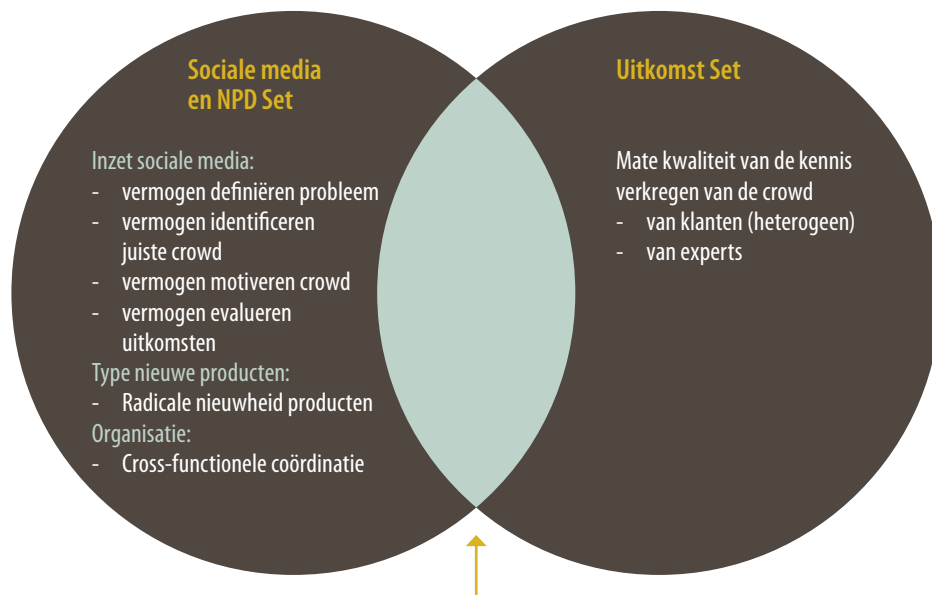 Sociale media
en NPD Set
Inzet sociale media:
- vermogen definiëren probleem
- vermogen identificeren
juiste crowd
- vermogen motiveren crowd
- vermogen evalueren
uitkomsten
Type nieuwe producten:
- Radicale nieuwheid producten
Organisatie:
- Cross-functionele coördinatie
Uitkomst Set
Mate kwaliteit van de kennis
verkregen van de crowd
- van klanten (heterogeen)
- van experts